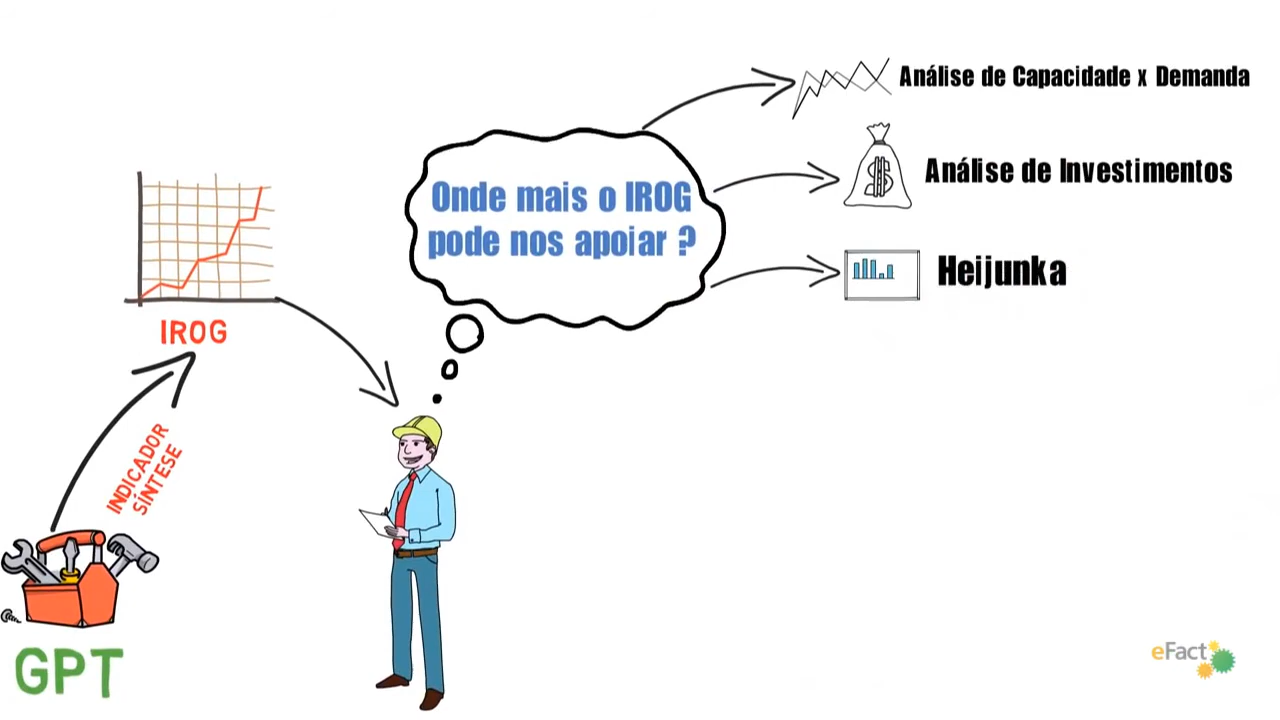 Análise de Capacidade x Demanda
Análise de Investimentos
Onde mais o IROG
pode nos apoiar ?
Heijunka
IROG
INDICADOR
SÍNTESE
GPT
eFact